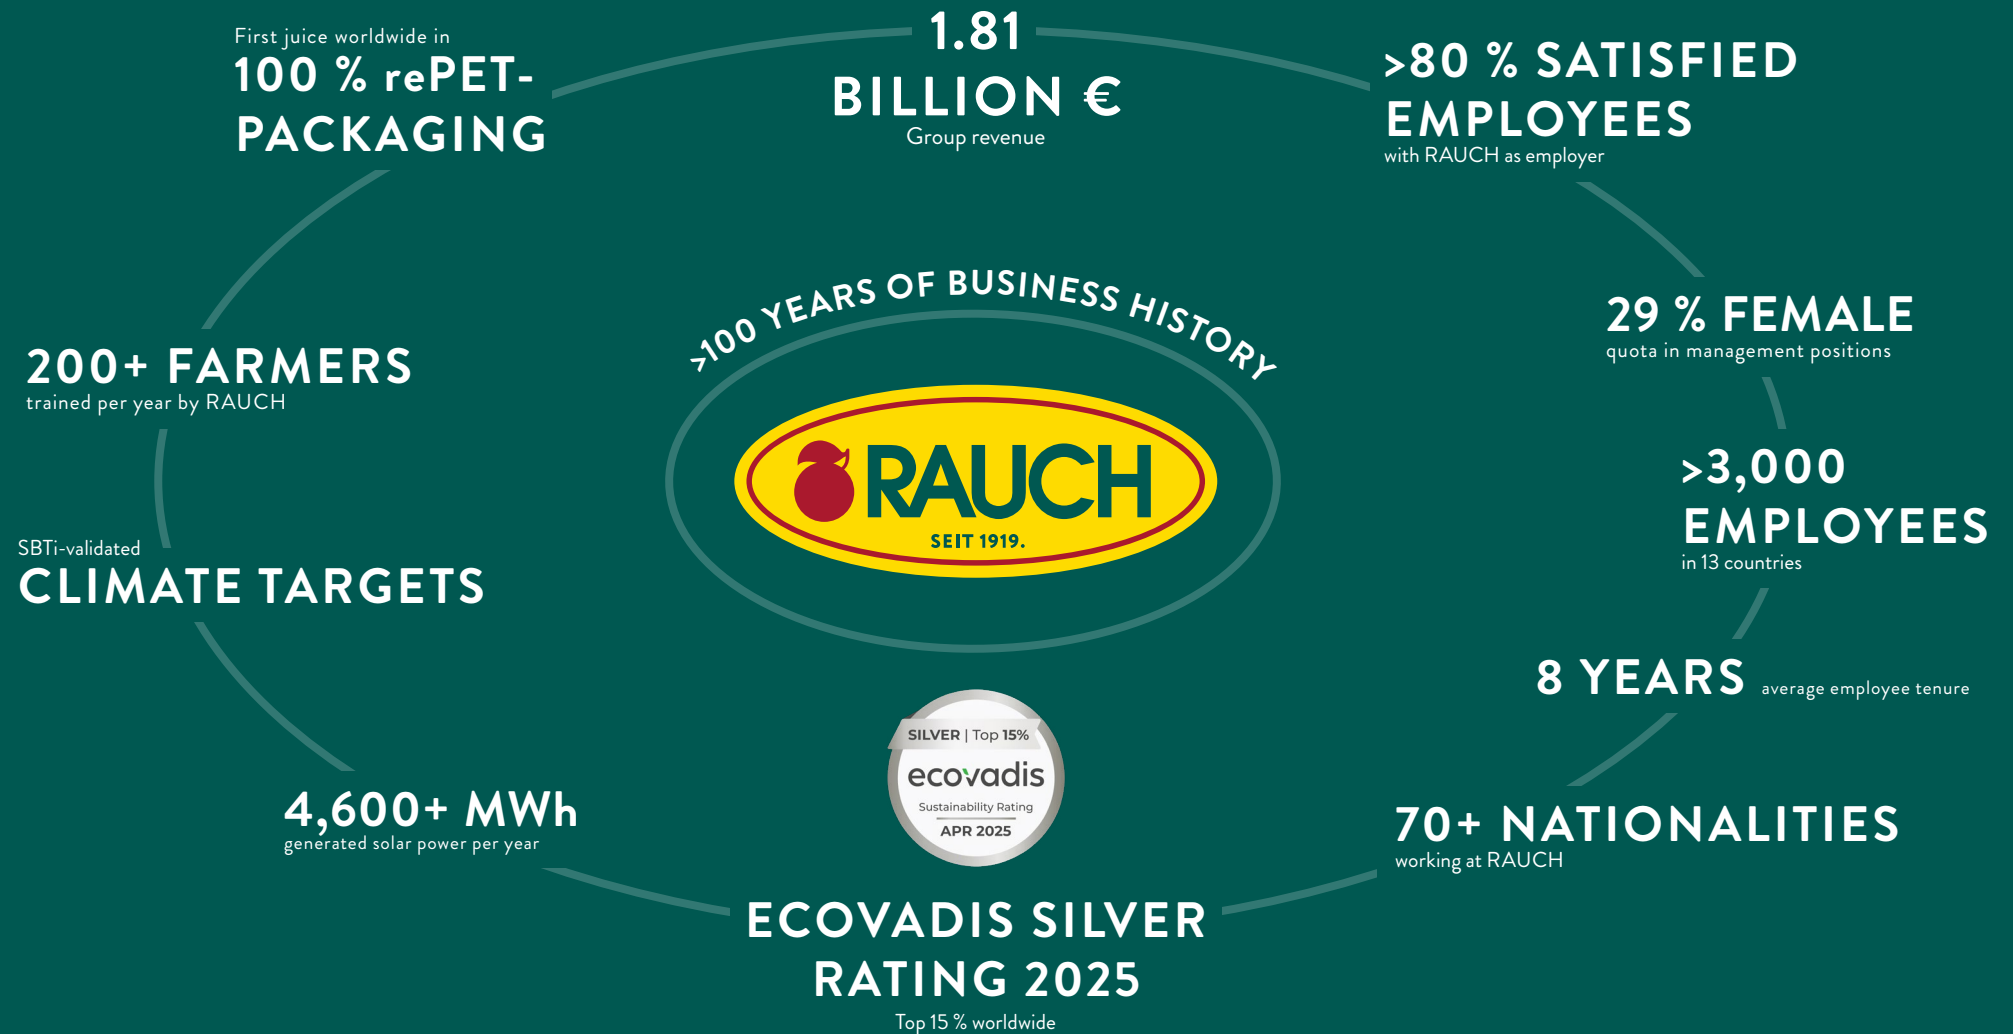 First juice worldwide in
100 % rePET-
PACKAGING
1.81
BILLION €
Group revenue
>80 % SATISFIED
EMPLOYEES
with RAUCH as employer
29 % FEMALE
quota in management positions
>3,000
EMPLOYEES
in 13 countries
8 YEARS average employee tenure
70+ NATIONALITIES
working at RAUCH
200+ FARMERS
trained per year by RAUCH
SBTi-validated
CLIMATE TARGETS
4,600+ MWh
generated solar power per year
>100 YEARS OF BUSINESS HISTORY
RAUCH
SEIT 1919.
SILVER | Top 15%
ecovadis
Sustainability Rating
APR 2025
ECOVADIS SILVER
RATING 2025
Top 15 % worldwide